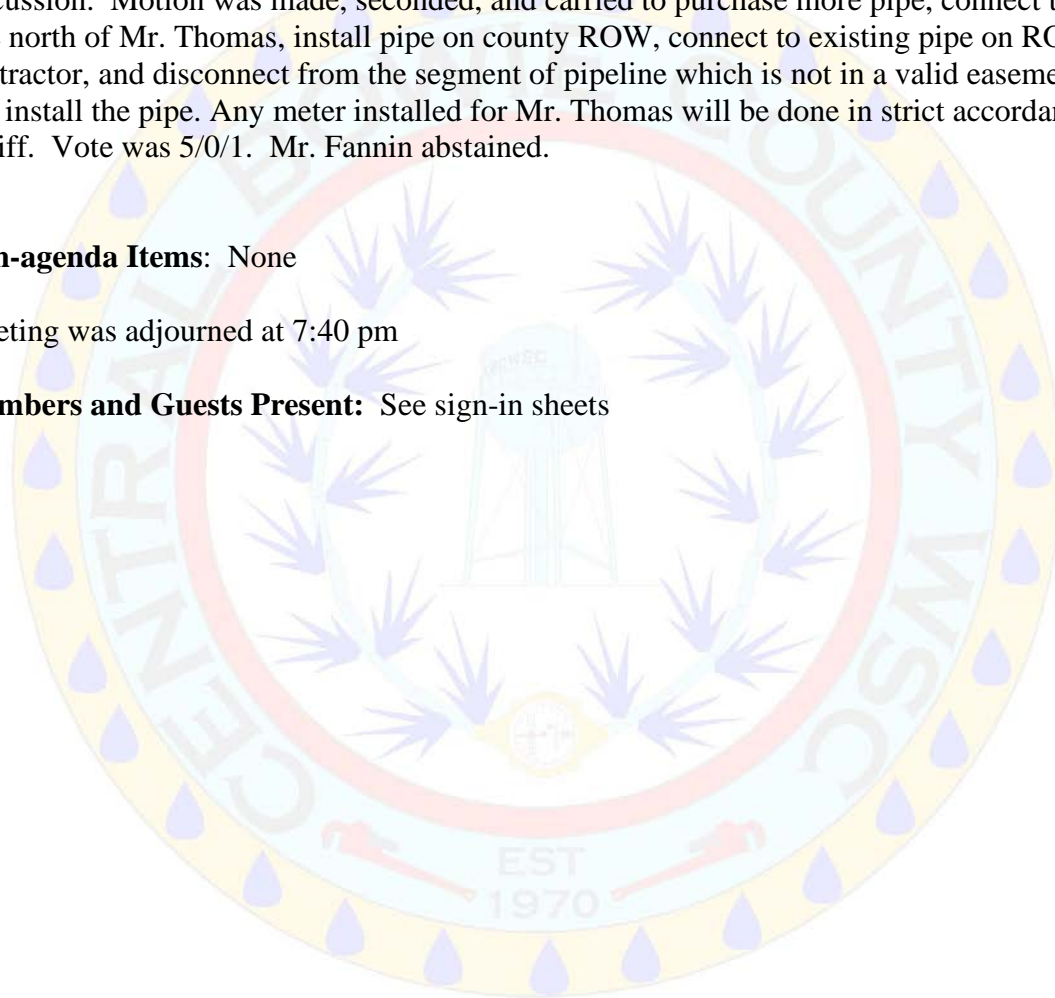 cussion. Motion was made, seconded, and carried to purchase more pipe, connect
north of Mr. Thomas, install pipe on county ROW, connect to existing pipe on
tractor, and disconnect from the segment of pipeline which is not in a valid
install the pipe. Any meter installed for Mr. Thomas will be done in strict
iff. Vote was 5/0/1. Mr. Fannin abstained.
n-agenda Items: None
eting was adjourned at 7:40 pm
mbers and Guests Present: See sign-in sheets
CENTRAL BOWIE COUNTY WSC
EST
1970